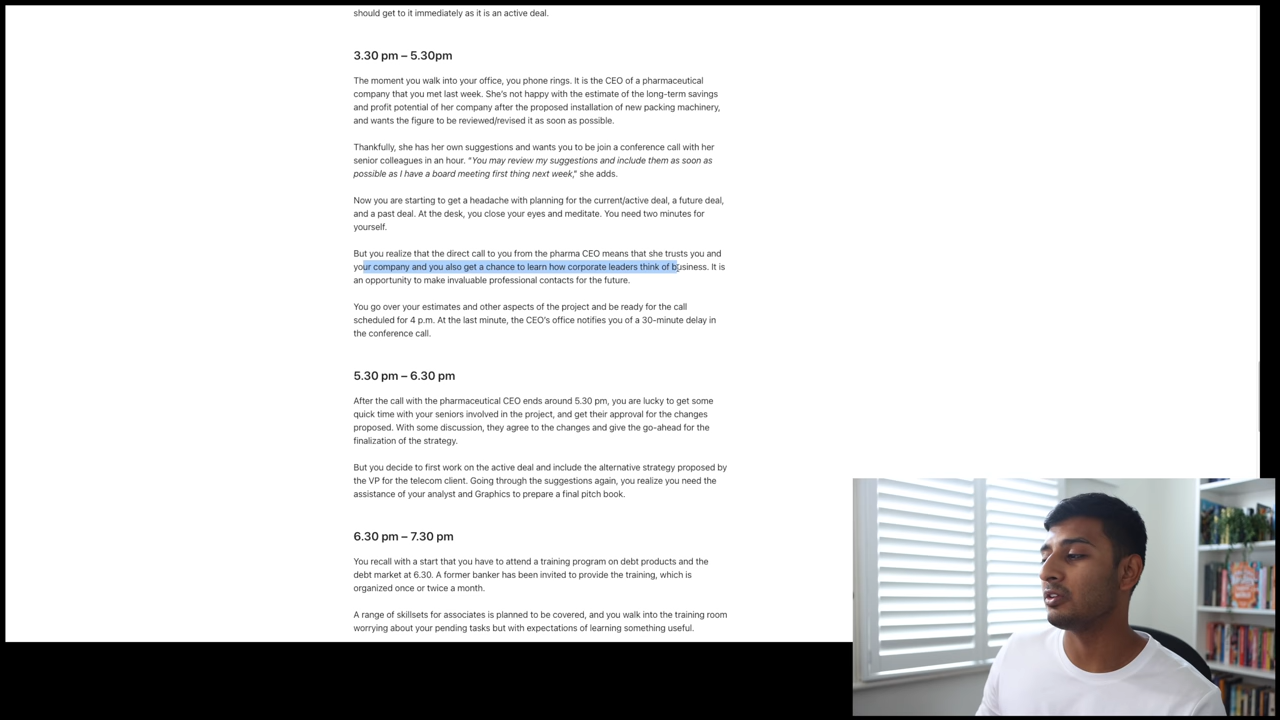 should get to it immediately as it is an active deal.
3.30 pm – 5.30pm
The moment you walk into your office, you phone rings. It is the CEO of a pharmaceutical
company that you met last week. She's not happy with the estimate of the long-term savings
and profit potential of her company after the proposed installation of new packing machinery,
and wants the figure to be reviewed/revised it as soon as possible.
Thankfully, she has her own suggestions and wants you to be join a conference call with her
senior colleagues in an hour. "You may review my suggestions and include them as soon as
possible as I have a board meeting first thing next week," she adds.
Now you are starting to get a headache with planning for the current/active deal, a future deal,
and a past deal. At the desk, you close your eyes and meditate. You need two minutes for
yourself.
But you realize that the direct call to you from the pharma CEO means that she trusts you and
your company and you also get a chance to learn how corporate leaders think of business. It is
an opportunity to make invaluable professional contacts for the future.
You go over your estimates and other aspects of the project and be ready for the call
scheduled for 4 p.m. At the last minute, the CEO's office notifies you of a 30-minute delay in
the conference call.
5.30 pm – 6.30 pm
After the call with the pharmaceutical CEO ends around 5.30 pm, you are lucky to get some
quick time with your seniors involved in the project, and get their approval for the changes
proposed. With some discussion, they agree to the changes and give the go-ahead for the
finalization of the strategy.
But you decide to first work on the active deal and include the alternative strategy proposed by
the VP for the telecom client. Going through the suggestions again, you realize you need the
assistance of your analyst and Graphics to prepare a final pitch book.
6.30 pm – 7.30 pm
You recall with a start that you have to attend a training program on debt products and the
debt market at 6.30. A former banker has been invited to provide the training, which is
organized once or twice a month.
A range of skillsets for associates is planned to be covered, and you walk into the training room
worrying about your pending tasks but with expectations of learning something useful.